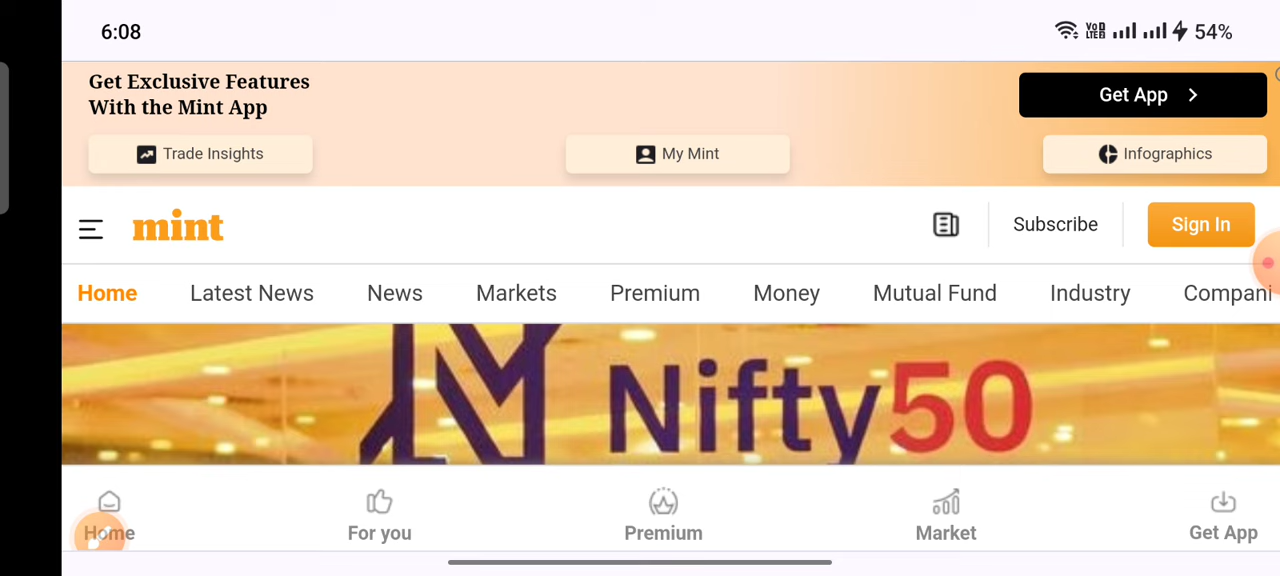 6:08 VoD LTED 54%
Get Exclusive Features
With the Mint App
Get App
Trade Insights My Mint Infographics
mint Subscribe Sign In
Home Latest News News Markets Premium Money Mutual Fund Industry Compani
Nifty50
Home For you Premium Market Get App